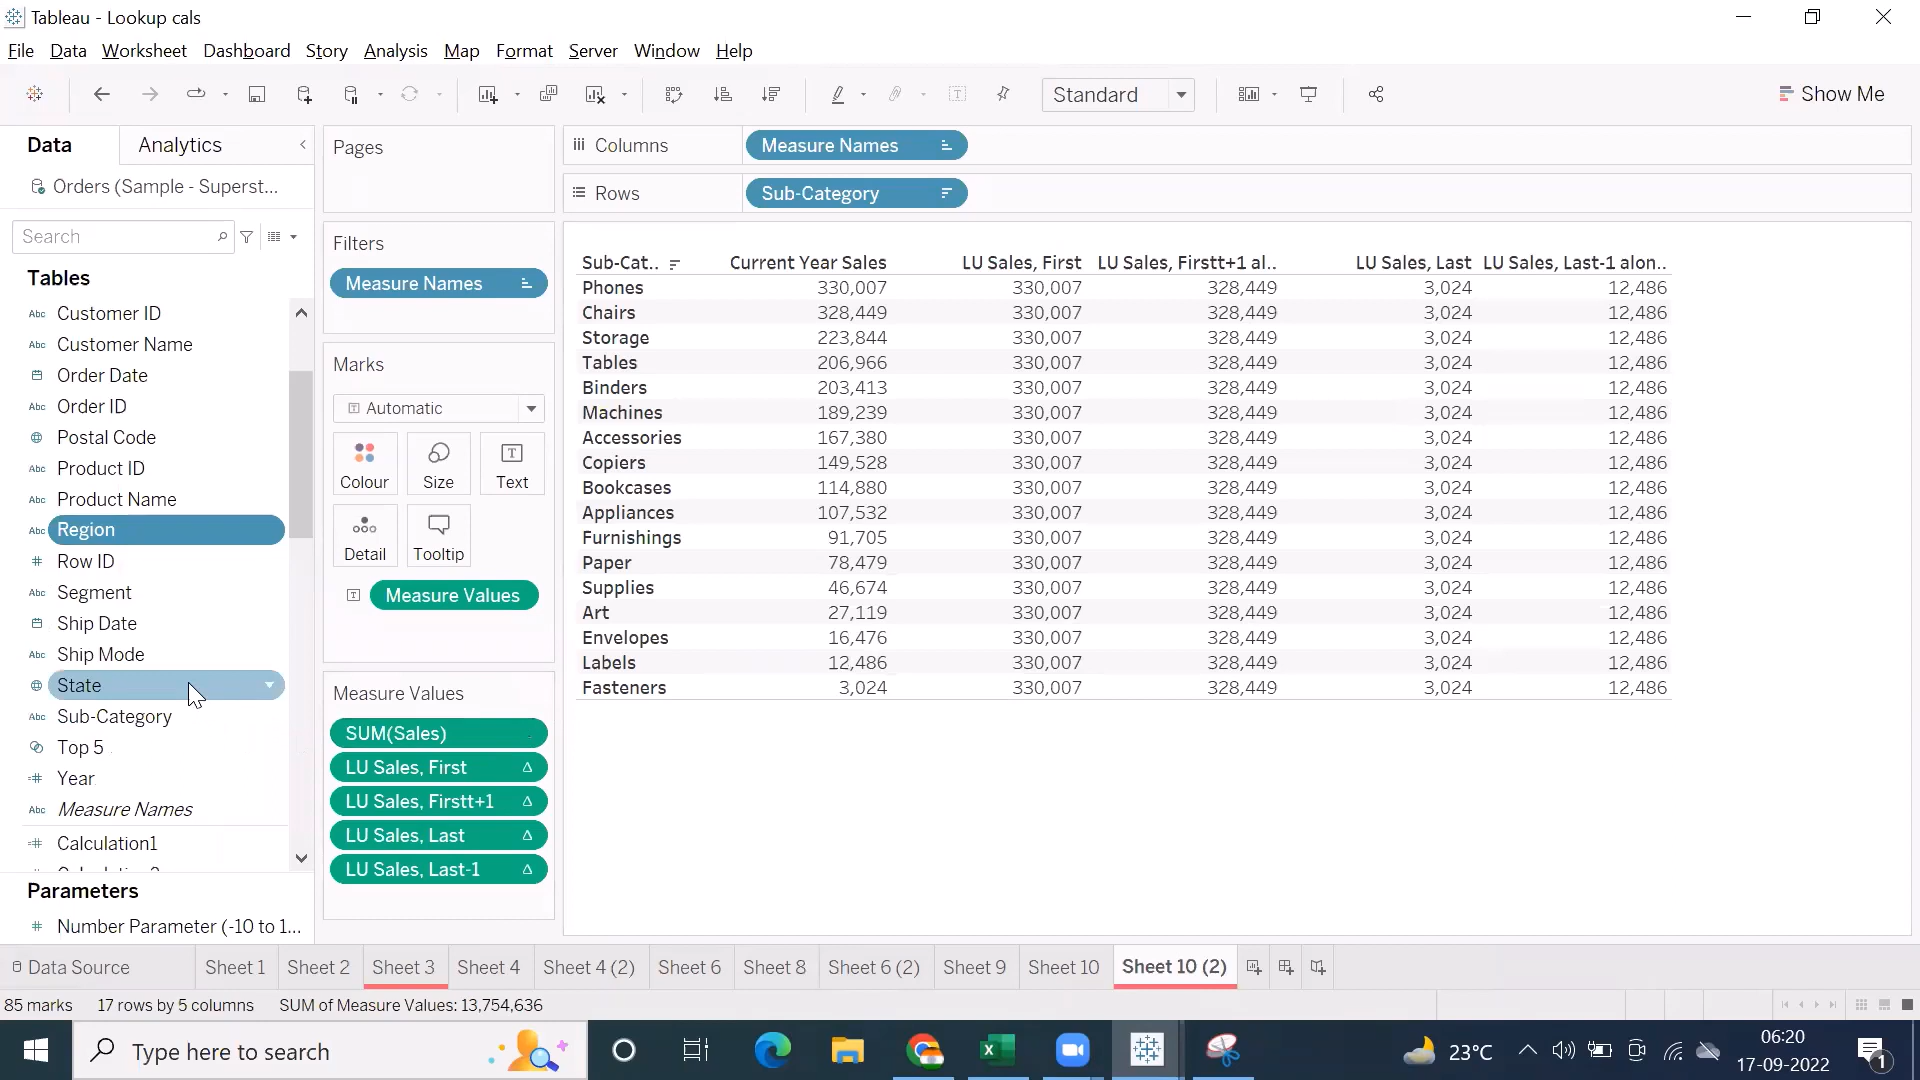 Tableau - Lookup cals
File Data Worksheet Dashboard Story Analysis Map Format Server Window Help
Standard
Show Me
Data Analytics
Orders (Sample - Superst...
Search
Tables
Abc Customer ID
Abc Customer Name
Order Date
Abc Order ID
Postal Code
Abc Product ID
Abc Product Name
Abc Region
# Row ID
Abc Segment
Ship Date
Abc Ship Mode
State
Abc Sub-Category
Top 5
=# Year
Abc Measure Names
=# Calculation1
Parameters
# Number Parameter (-10 to 1...
Pages
Filters
Measure Names
Marks
Automatic
Colour Size Text
Detail Tooltip
Measure Values
Measure Values
SUM(Sales)
LU Sales, First Δ
LU Sales, Firstt+1 Δ
LU Sales, Last Δ
LU Sales, Last-1 Δ
Columns Measure Names
Rows Sub-Category
Sub-Cat.. Current Year Sales LU Sales, First LU Sales, Firstt+1 al.. LU Sales, Last LU Sales, Last-1 alon..
Phones 330,007 330,007 328,449 3,024 12,486
Chairs 328,449 330,007 328,449 3,024 12,486
Storage 223,844 330,007 328,449 3,024 12,486
Tables 206,966 330,007 328,449 3,024 12,486
Binders 203,413 330,007 328,449 3,024 12,486
Machines 189,239 330,007 328,449 3,024 12,486
Accessories 167,380 330,007 328,449 3,024 12,486
Copiers 149,528 330,007 328,449 3,024 12,486
Bookcases 114,880 330,007 328,449 3,024 12,486
Appliances 107,532 330,007 328,449 3,024 12,486
Furnishings 91,705 330,007 328,449 3,024 12,486
Paper 78,479 330,007 328,449 3,024 12,486
Supplies 46,674 330,007 328,449 3,024 12,486
Art 27,119 330,007 328,449 3,024 12,486
Envelopes 16,476 330,007 328,449 3,024 12,486
Labels 12,486 330,007 328,449 3,024 12,486
Fasteners 3,024 330,007 328,449 3,024 12,486
Data Source Sheet 1 Sheet 2 Sheet 3 Sheet 4 Sheet 4 (2) Sheet 6 Sheet 8 Sheet 6 (2) Sheet 9 Sheet 10 Sheet 10 (2)
85 marks 17 rows by 5 columns SUM of Measure Values: 13,754,636
Type here to search
23°C
06:20
17-09-2022
1